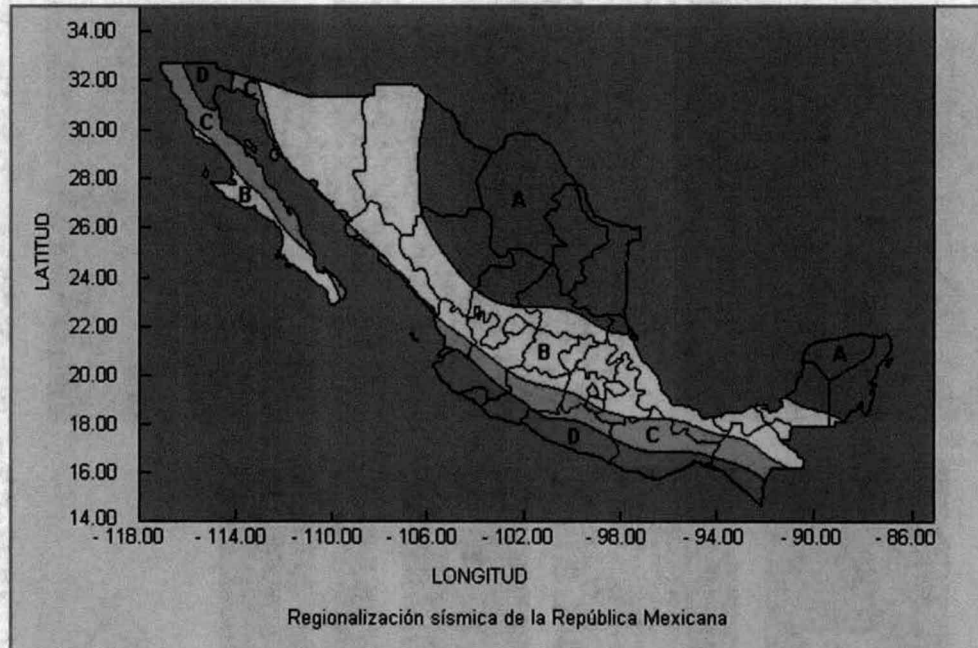 34.00
32.00
30.00
28.00
26.00
24.00
22.00
20.00
18.00
16.00
14.00
LATITUD
D
C
C
B
A
B
A
D
C
- 118.00 - 114.00 - 110.00 - 106.00 - 102.00 - 98.00 - 94.00 - 90.00 - 86.00
LONGITUD
Regionalización sísmica de la República Mexicana